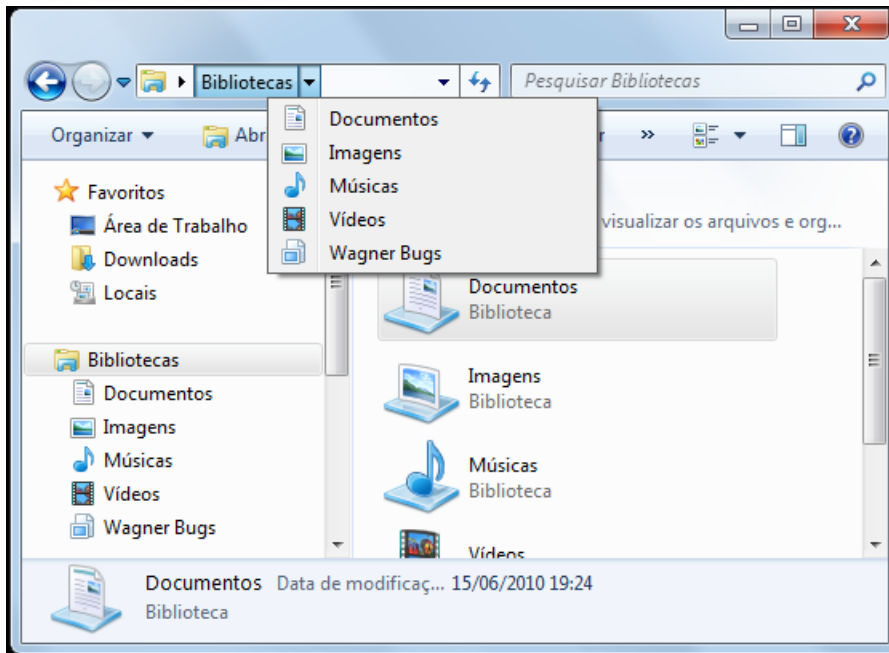 Bibliotecas
Pesquisar Bibliotecas
Organizar
Abr
r
»
Documentos
Imagens
Músicas
Vídeos
Wagner Bugs
visualizar os arquivos e org...
Favoritos
Área de Trabalho
Downloads
Locais
Bibliotecas
Documentos
Imagens
Músicas
Vídeos
Wagner Bugs
Documentos
Biblioteca
Imagens
Biblioteca
Músicas
Biblioteca
Vídeos
Documentos Data de modificaç... 15/06/2010 19:24
Biblioteca